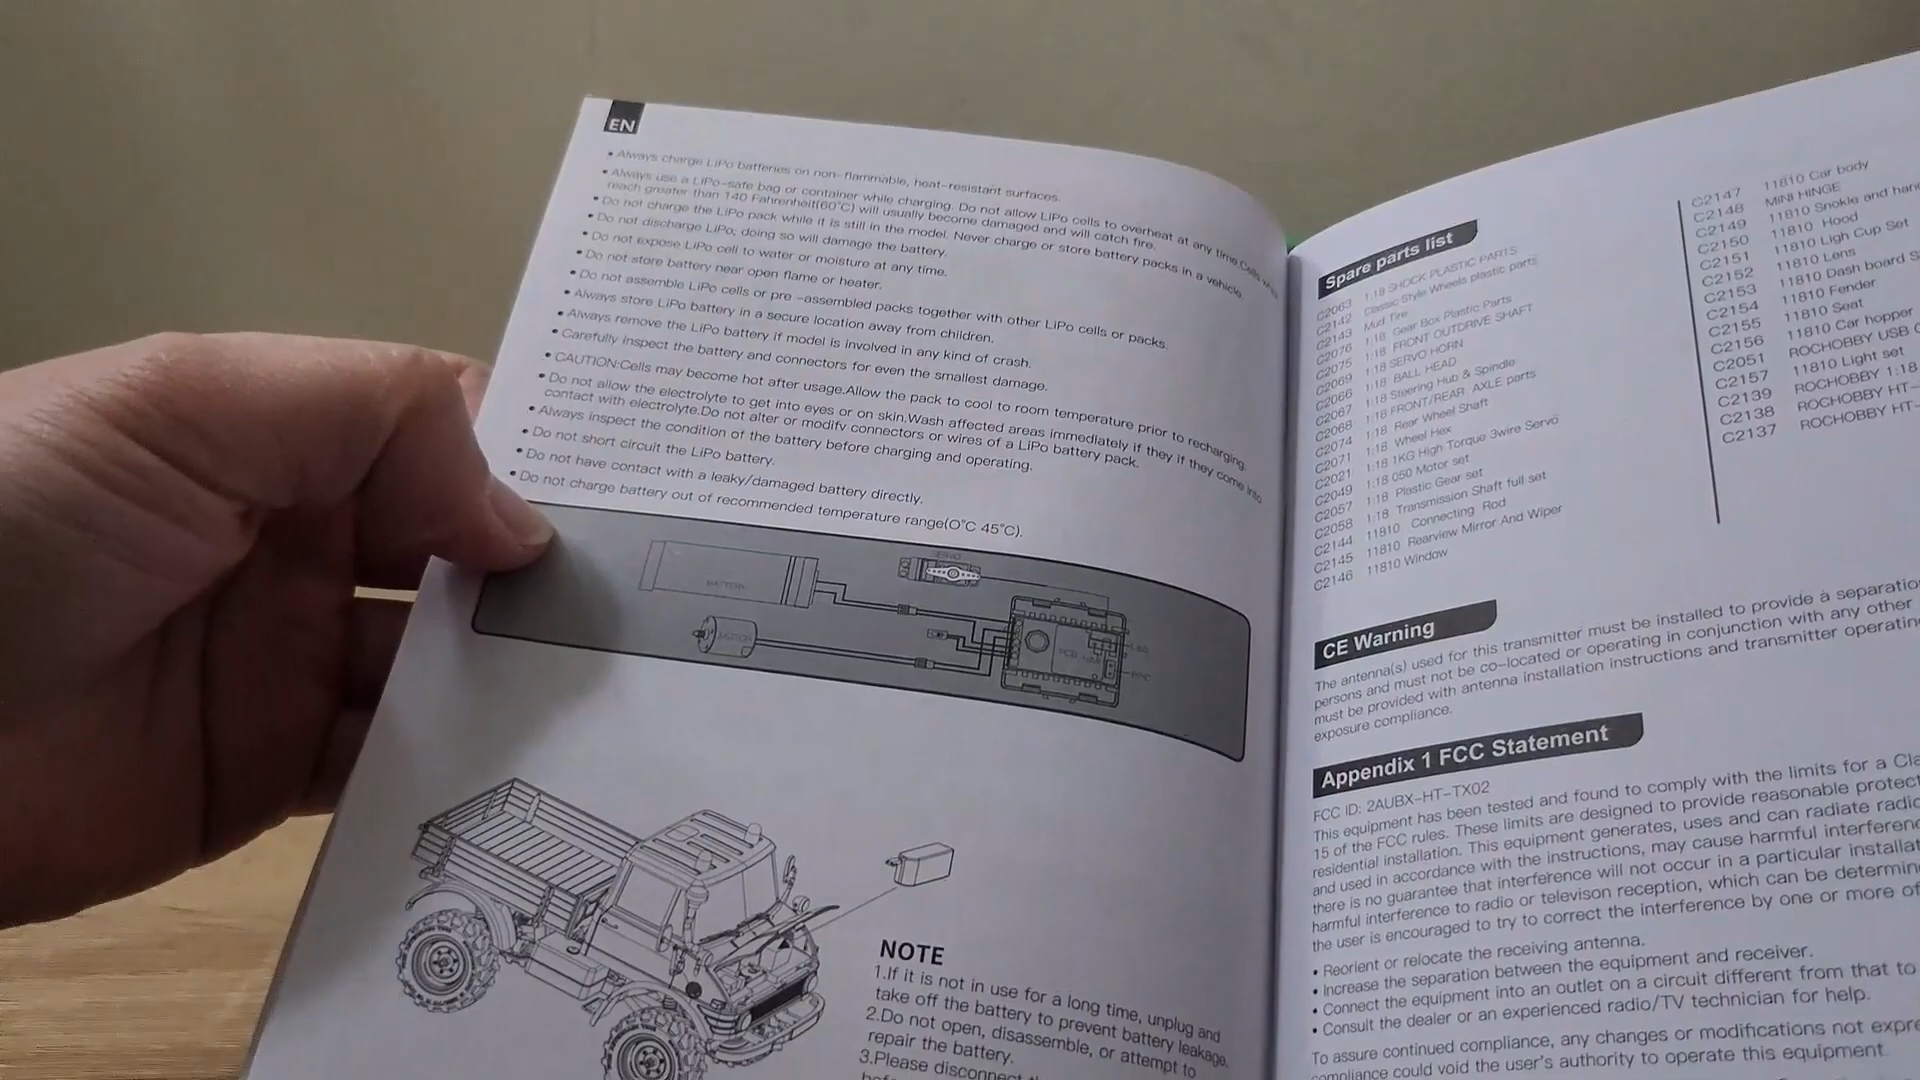 EN
• Always charge LiPo batteries on non-flammable, heat-resistant surfaces.
• Always use a LiPo-safe bag or container while charging. Do not allow LiPo cells to overheat at any time.Cells which
reach greater than 140 Fahrenheit(60°C) will usually become damaged and will catch fire.
• Do not charge the LiPo pack while it is still in the model. Never charge or store battery packs in a vehicle.
• Do not discharge LiPo; doing so will damage the battery.
• Do not expose LiPo cell to water or moisture at any time.
• Do not store battery near open flame or heater.
• Do not assemble LiPo cells or pre -assembled packs together with other LiPo cells or packs.
• Always store LiPo battery in a secure location away from children.
• Always remove the LiPo battery if model is involved in any kind of crash.
• Carefully inspect the battery and connectors for even the smallest damage.
• CAUTION:Cells may become hot after usage.Allow the pack to cool to room temperature prior to recharging.
• Do not allow the electrolyte to get into eyes or on skin.Wash affected areas immediately if they if they come into
contact with electrolyte.Do not alter or modify connectors or wires of a LiPo battery pack.
• Always inspect the condition of the battery before charging and operating.
• Do not short circuit the LiPo battery.
• Do not have contact with a leaky/damaged battery directly.
• Do not charge battery out of recommended temperature range(0°C 45°C).
SERVO
BATTERY
MOTOR
PCB
NOTE
1.If it is not in use for a long time, unplug and
take off the battery to prevent battery leakage.
2.Do not open, disassemble, or attempt to
repair the battery.
3.Please disconnect
Spare parts list
C2063 1:18 SHOCK PLASTIC PARTS
C2142 Classic Style Wheels plastic parts
C2143 Mud Tire
C2076 1:18 Gear Box Plastic Parts
C2075 1:18 FRONT OUTDRIVE SHAFT
C2069 1:18 SERVO HORN
C2066 1:18 BALL HEAD
C2067 1:18 Steering Hub & Spindle
C2068 1:18 FRONT/REAR AXLE parts
C2074 1:18 Rear Wheel Shaft
C2071 1:18 Wheel Hex
C2021 1:18 1KG High Torque 3wire Servo
C2049 1:18 050 Motor set
C2057 1:18 Plastic Gear set
C2058 1:18 Transmission Shaft full set
C2144 11810 Connecting Rod
C2145 11810 Rearview Mirror And Wiper
C2146 11810 Window
C2147 11810 Car body
C2148 MINI HINGE
C2149 11810 Snokle and
C2150 11810 Hood
C2151 11810 Ligh Cup Set
C2152 11810 Lens
C2153 11810 Dash board
C2154 11810 Fender
C2155 11810 Seat
C2156 11810 Car hopper
C2051 ROCHOBBY USB
C2157 11810 Light set
C2139 ROCHOBBY 1:18
C2138 ROCHOBBY HT-
C2137 ROCHOBBY HT-
CE Warning
The antenna(s) used for this transmitter must be installed to provide a
persons and must not be co-located or operating in conjunction with any other
must be provided with antenna installation instructions and transmitter
exposure compliance.
Appendix 1 FCC Statement
FCC ID: 2AUBX-HT-TX02
This equipment has been tested and found to comply with the limits for a
15 of the FCC rules. These limits are designed to provide reasonable
residential installation. This equipment generates, uses and can radiate
and used in accordance with the instructions, may cause harmful
there is no guarantee that interference will not occur in a particular
harmful interference to radio or televison reception, which can be
the user is encouraged to try to correct the interference by one or more
• Reorient or relocate the receiving antenna.
• Increase the separation between the equipment and receiver.
• Connect the equipment into an outlet on a circuit different from that to
• Consult the dealer or an experienced radio/TV technician for help.
To assure continued compliance, any changes or modifications not
compliance could void the user's authority to operate this equipment.